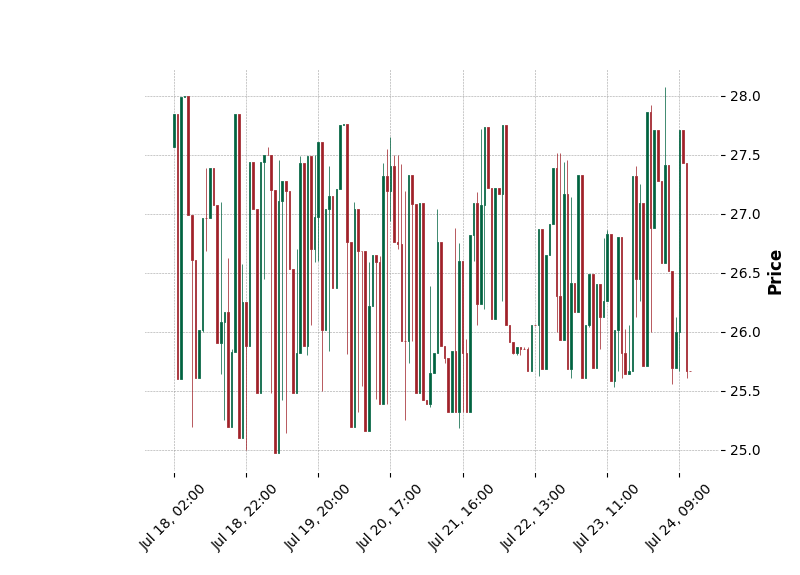 28.0
27.5
27.0
26.5
26.0
25.5
25.0
Price
Jul 18, 02:00
Jul 18, 22:00
Jul 19, 20:00
Jul 20, 17:00
Jul 21, 16:00
Jul 22, 13:00
Jul 23, 11:00
Jul 24, 09:00